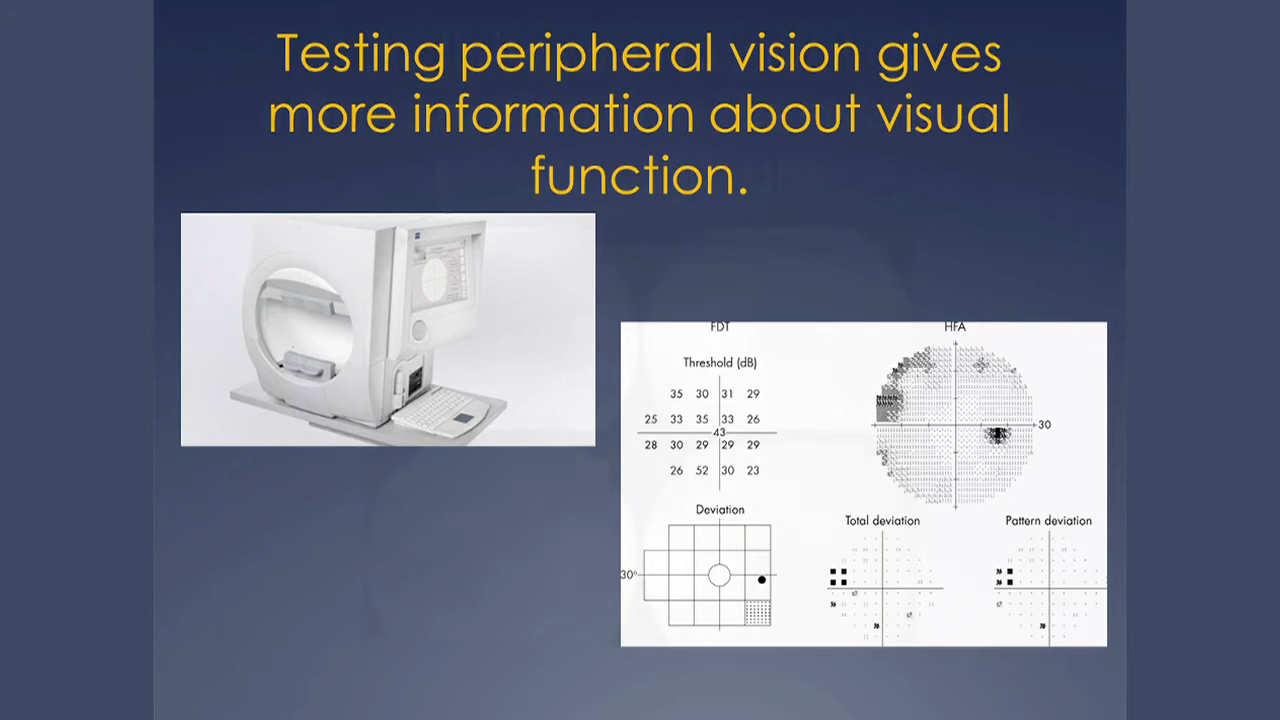 Testing peripheral vision gives
more information about visual
function.
FDT
Threshold (dB)
35 30 31 29
25 33 35 33 26
43
28 30 29 29 29
26 52 30 23
Deviation
30°
HFA
30
Total deviation
Pattern deviation